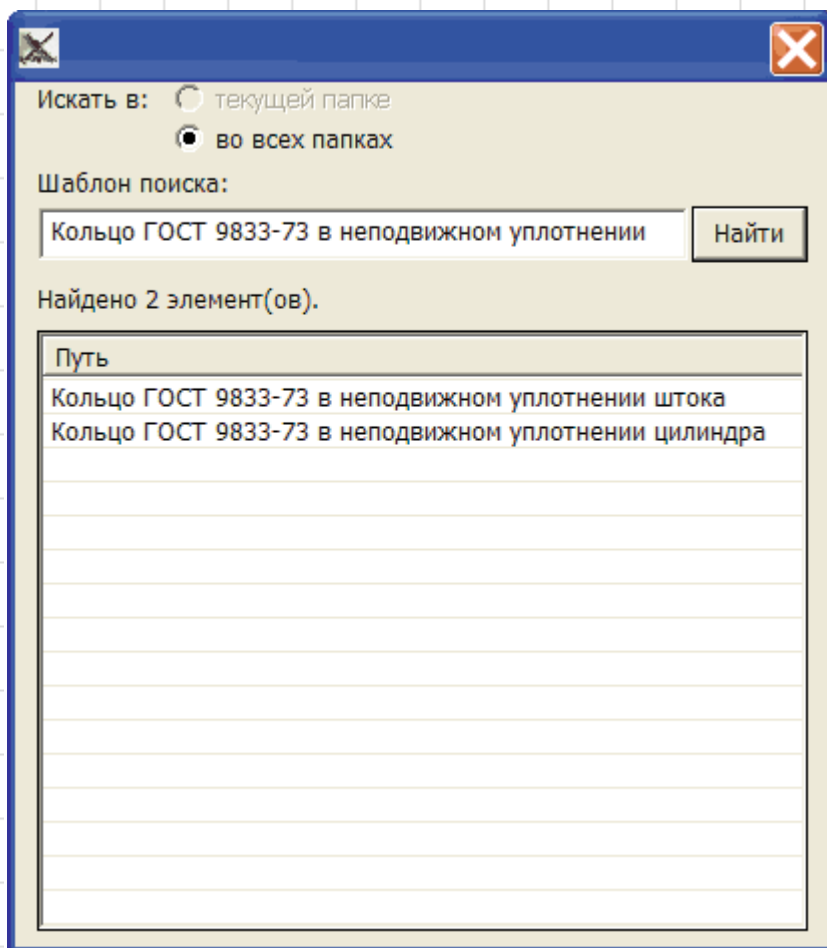 Искать в: текущей папке
во всех папках
Шаблон поиска:
Кольцо ГОСТ 9833-73 в неподвижном уплотнении Найти
Найдено 2 элемент(ов).
Путь
Кольцо ГОСТ 9833-73 в неподвижном уплотнении штока
Кольцо ГОСТ 9833-73 в неподвижном уплотнении цилиндра